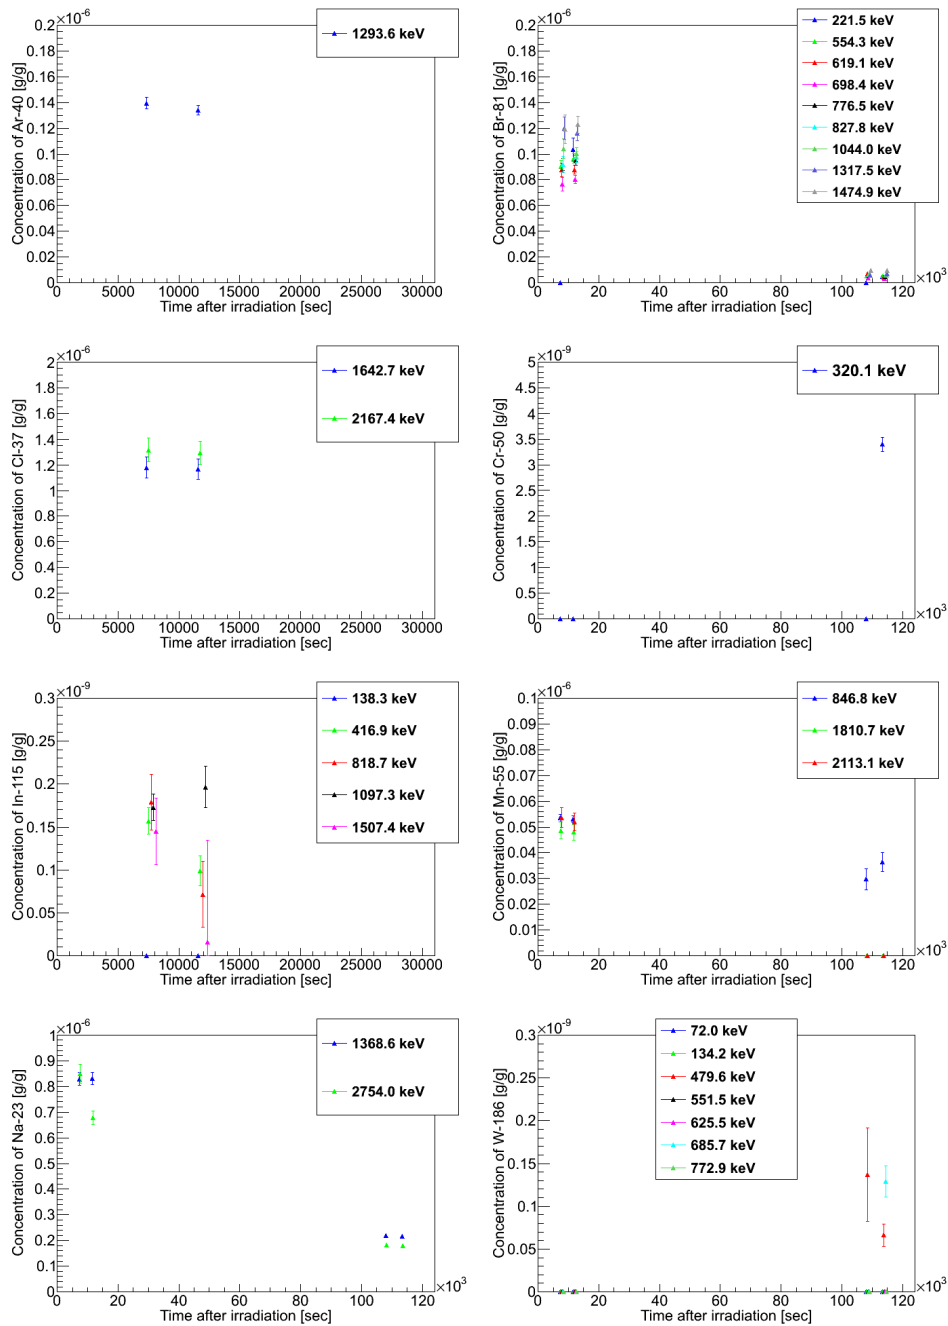 ×10⁻⁶
0.2
0.18
0.16
0.14
0.12
0.1
0.08
0.06
0.04
0.02
0
Concentration of Ar-40 [g/g]
1293.6 keV
0 5000 10000 15000 20000 25000 30000
Time after irradiation [sec]
×10⁻⁶
0.2
0.18
0.16
0.14
0.12
0.1
0.08
0.06
0.04
0.02
0
Concentration of Br-81 [g/g]
221.5 keV
554.3 keV
619.1 keV
698.4 keV
776.5 keV
827.8 keV
1044.0 keV
1317.5 keV
1474.9 keV
0 20 40 60 80 100 120
×10³
Time after irradiation [sec]
×10⁻⁶
2
1.8
1.6
1.4
1.2
1
0.8
0.6
0.4
0.2
0
Concentration of Cl-37 [g/g]
1642.7 keV
2167.4 keV
0 5000 10000 15000 20000 25000 30000
Time after irradiation [sec]
×10⁻⁹
5
4.5
4
3.5
3
2.5
2
1.5
1
0.5
0
Concentration of Cr-50 [g/g]
320.1 keV
0 20 40 60 80 100 120
×10³
Time after irradiation [sec]
×10⁻⁹
0.3
0.25
0.2
0.15
0.1
0.05
0
Concentration of In-115 [g/g]
138.3 keV
416.9 keV
818.7 keV
1097.3 keV
1507.4 keV
0 5000 10000 15000 20000 25000 30000
Time after irradiation [sec]
×10⁻⁶
0.1
0.09
0.08
0.07
0.06
0.05
0.04
0.03
0.02
0.01
0
Concentration of Mn-55 [g/g]
846.8 keV
1810.7 keV
2113.1 keV
0 20 40 60 80 100 120
×10³
Time after irradiation [sec]
×10⁻⁶
1
0.9
0.8
0.7
0.6
0.5
0.4
0.3
0.2
0.1
0
Concentration of Na-23 [g/g]
1368.6 keV
2754.0 keV
0 20 40 60 80 100 120
×10³
Time after irradiation [sec]
×10⁻⁹
0.3
0.25
0.2
0.15
0.1
0.05
0
Concentration of W-186 [g/g]
72.0 keV
134.2 keV
479.6 keV
551.5 keV
625.5 keV
685.7 keV
772.9 keV
0 20 40 60 80 100 120
×10³
Time after irradiation [sec]